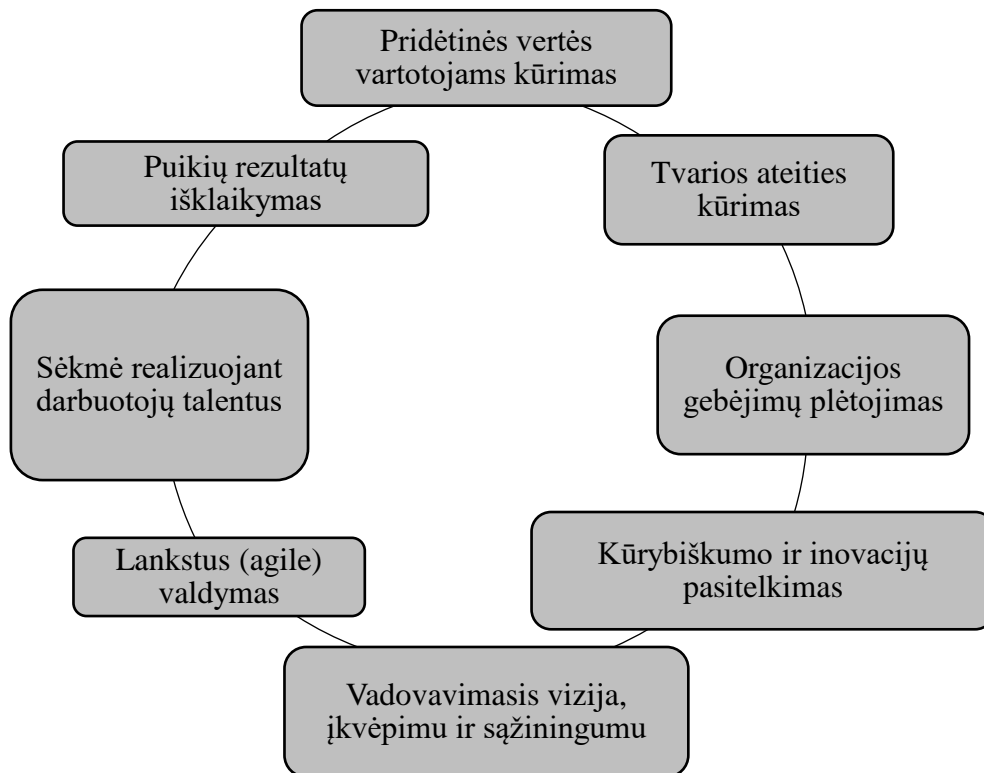 Pridėtinės vertės
vartotojams kūrimas
Tvarios ateities
kūrimas
Organizacijos
gebėjimų plėtojimas
Kūrybiškumo ir inovacijų
pasitelkimas
Vadovavimasis vizija,
įkvėpimu ir sąžiningumu
Lankstus (agile)
valdymas
Sėkmė realizuojant
darbuotojų talentus
Puikių rezultatų
išklaikymas